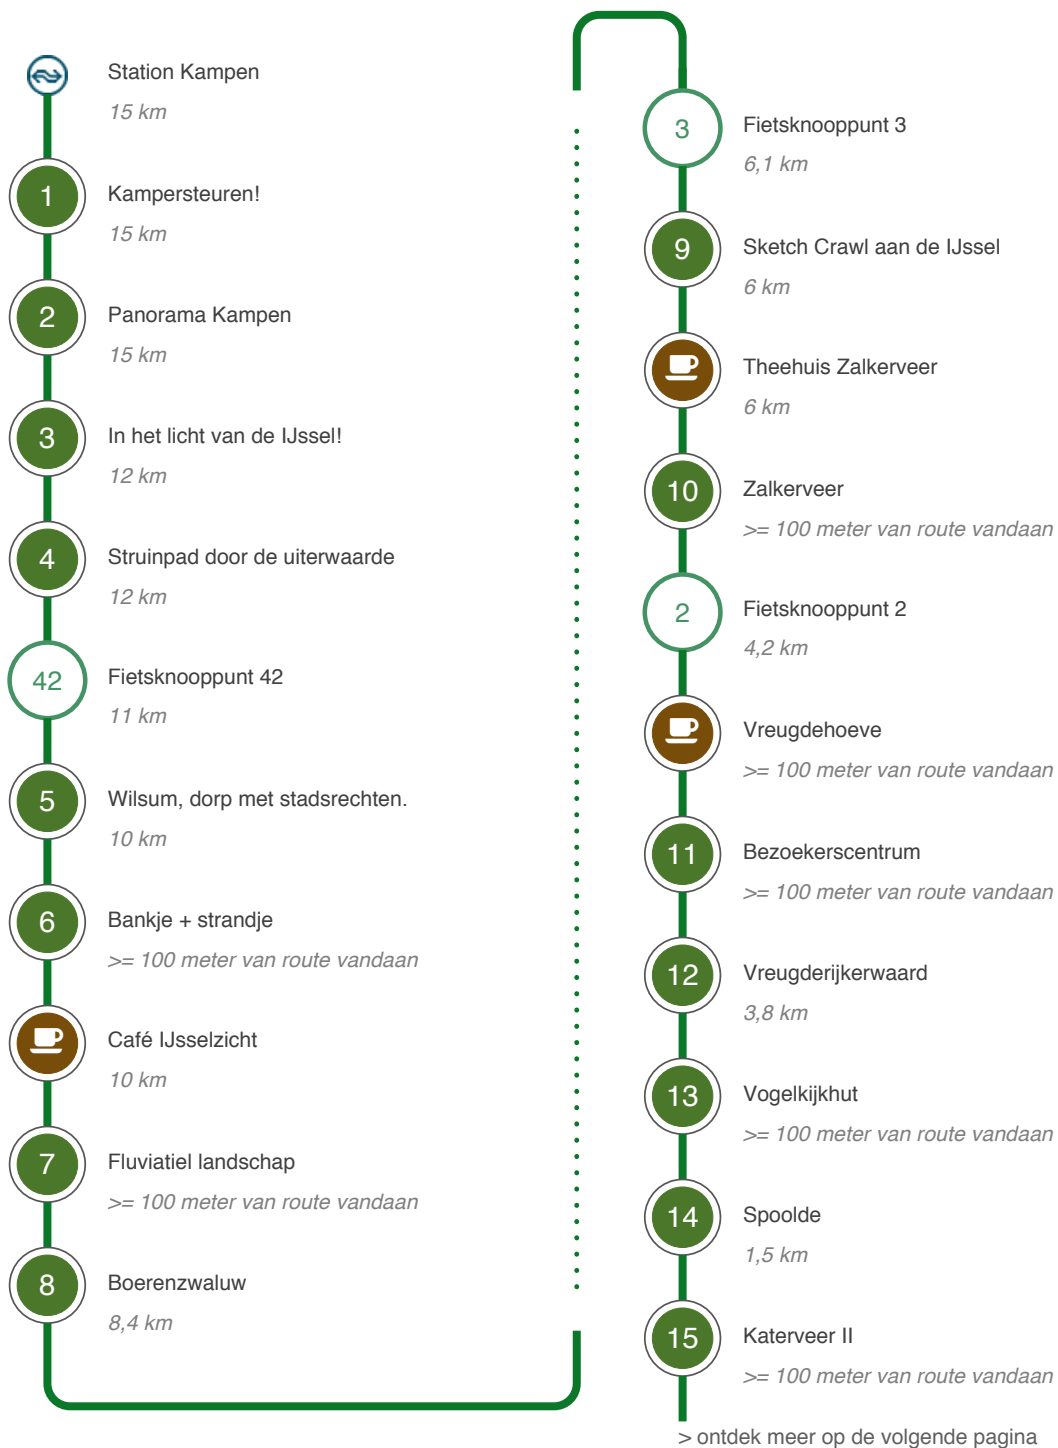 Station Kampen
15 km
1
Kampersteuren!
15 km
2
Panorama Kampen
15 km
3
In het licht van de IJssel!
12 km
4
Struinpad door de uiterwaarde
12 km
42
Fietsknooppunt 42
11 km
5
Wilsum, dorp met stadsrechten.
10 km
6
Bankje + strandje
>= 100 meter van route vandaan
Café IJsselzicht
10 km
7
Fluviatiel landschap
>= 100 meter van route vandaan
8
Boerenzwaluw
8,4 km
3
Fietsknooppunt 3
6,1 km
9
Sketch Crawl aan de IJssel
6 km
Theehuis Zalkerveer
6 km
10
Zalkerveer
>= 100 meter van route vandaan
2
Fietsknooppunt 2
4,2 km
Vreugdehoeve
>= 100 meter van route vandaan
11
Bezoekerscentrum
>= 100 meter van route vandaan
12
Vreugderijkerwaard
3,8 km
13
Vogelkijkhut
>= 100 meter van route vandaan
14
Spoolde
1,5 km
15
Katerveer II
>= 100 meter van route vandaan
> ontdek meer op de volgende pagina